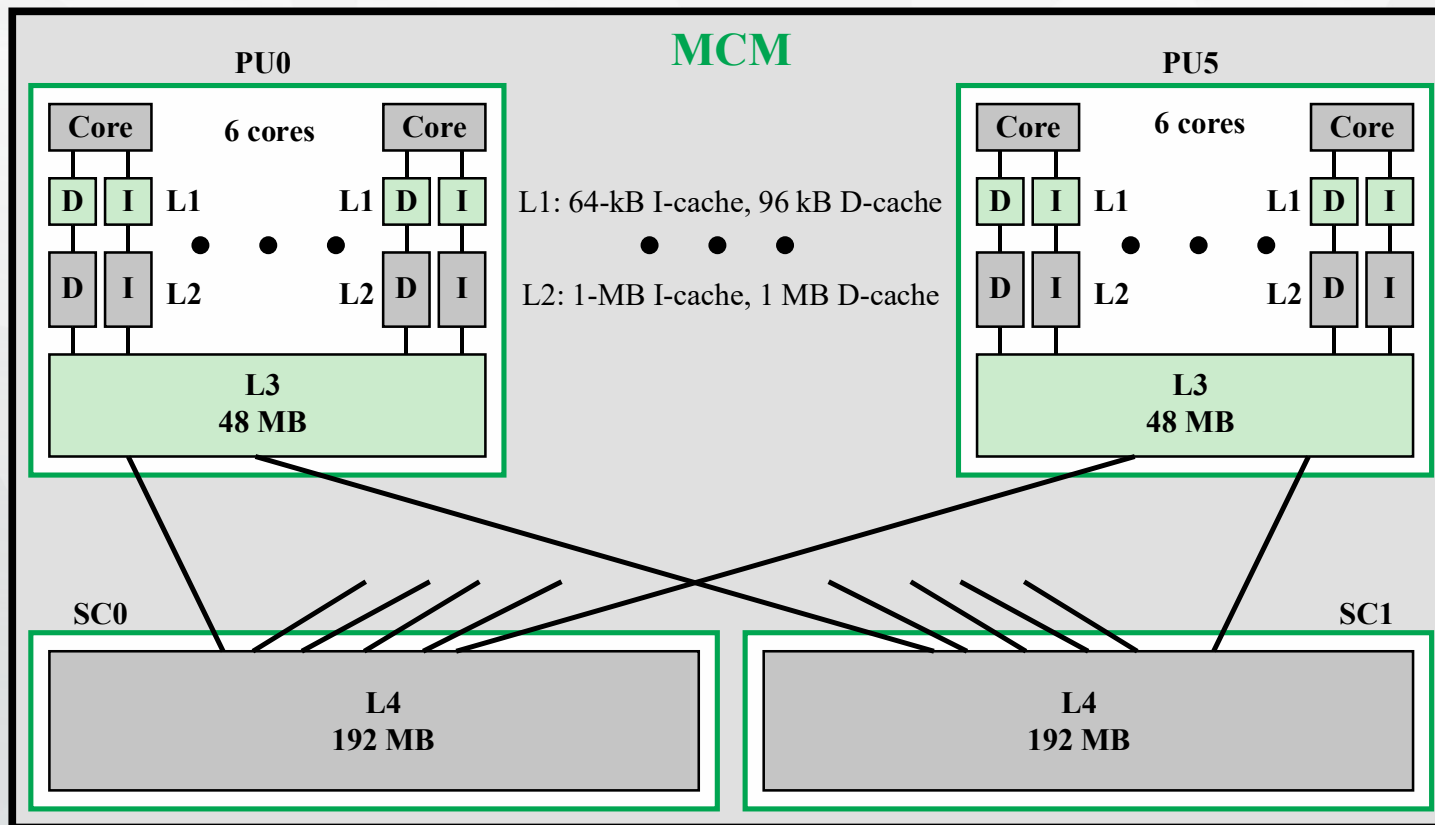 MCM
PU0
PU5
Core
6 cores
Core
Core
6 cores
Core
D I L1
L1 D I
L1: 64-kB I-cache, 96 kB D-cache
D I L1
L1 D I
D I L2
L2 D I
L2: 1-MB I-cache, 1 MB D-cache
D I L2
L2 D I
L3
48 MB
L3
48 MB
SC0
SC1
L4
192 MB
L4
192 MB